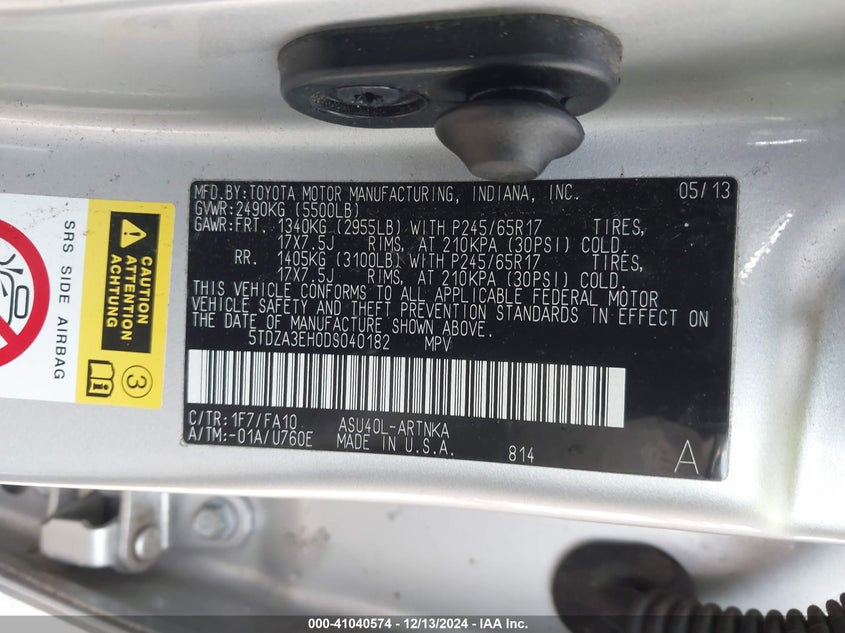 MFD. BY: TOYOTA MOTOR MANUFACTURING, INDIANA, INC. 05/13
GVWR: 2490KG (5500LB)
GAWR: FRT. 1340KG (2955LB) WITH P245/65R17 TIRES,
17X7.5J RIMS, AT 210KPA (30PSI) COLD.
RR. 1405KG (3100LB) WITH P245/65R17 TIRES,
17X7.5J RIMS, AT 210KPA (30PSI) COLD.
THIS VEHICLE CONFORMS TO ALL APPLICABLE FEDERAL MOTOR
VEHICLE SAFETY AND THEFT PREVENTION STANDARDS IN EFFECT ON
THE DATE OF MANUFACTURE SHOWN ABOVE.
5TDZA3EH0DS040182 MPV
C/TR: 1F7/FA10 ASU40L-ARTNKA
A/TM: -01A/U760E MADE IN U.S.A. 814 A
SRS SIDE AIRBAG
CAUTION
ATTENTION
ACHTUNG
i
3
000-41040574 - 12/13/2024 - IAA Inc.